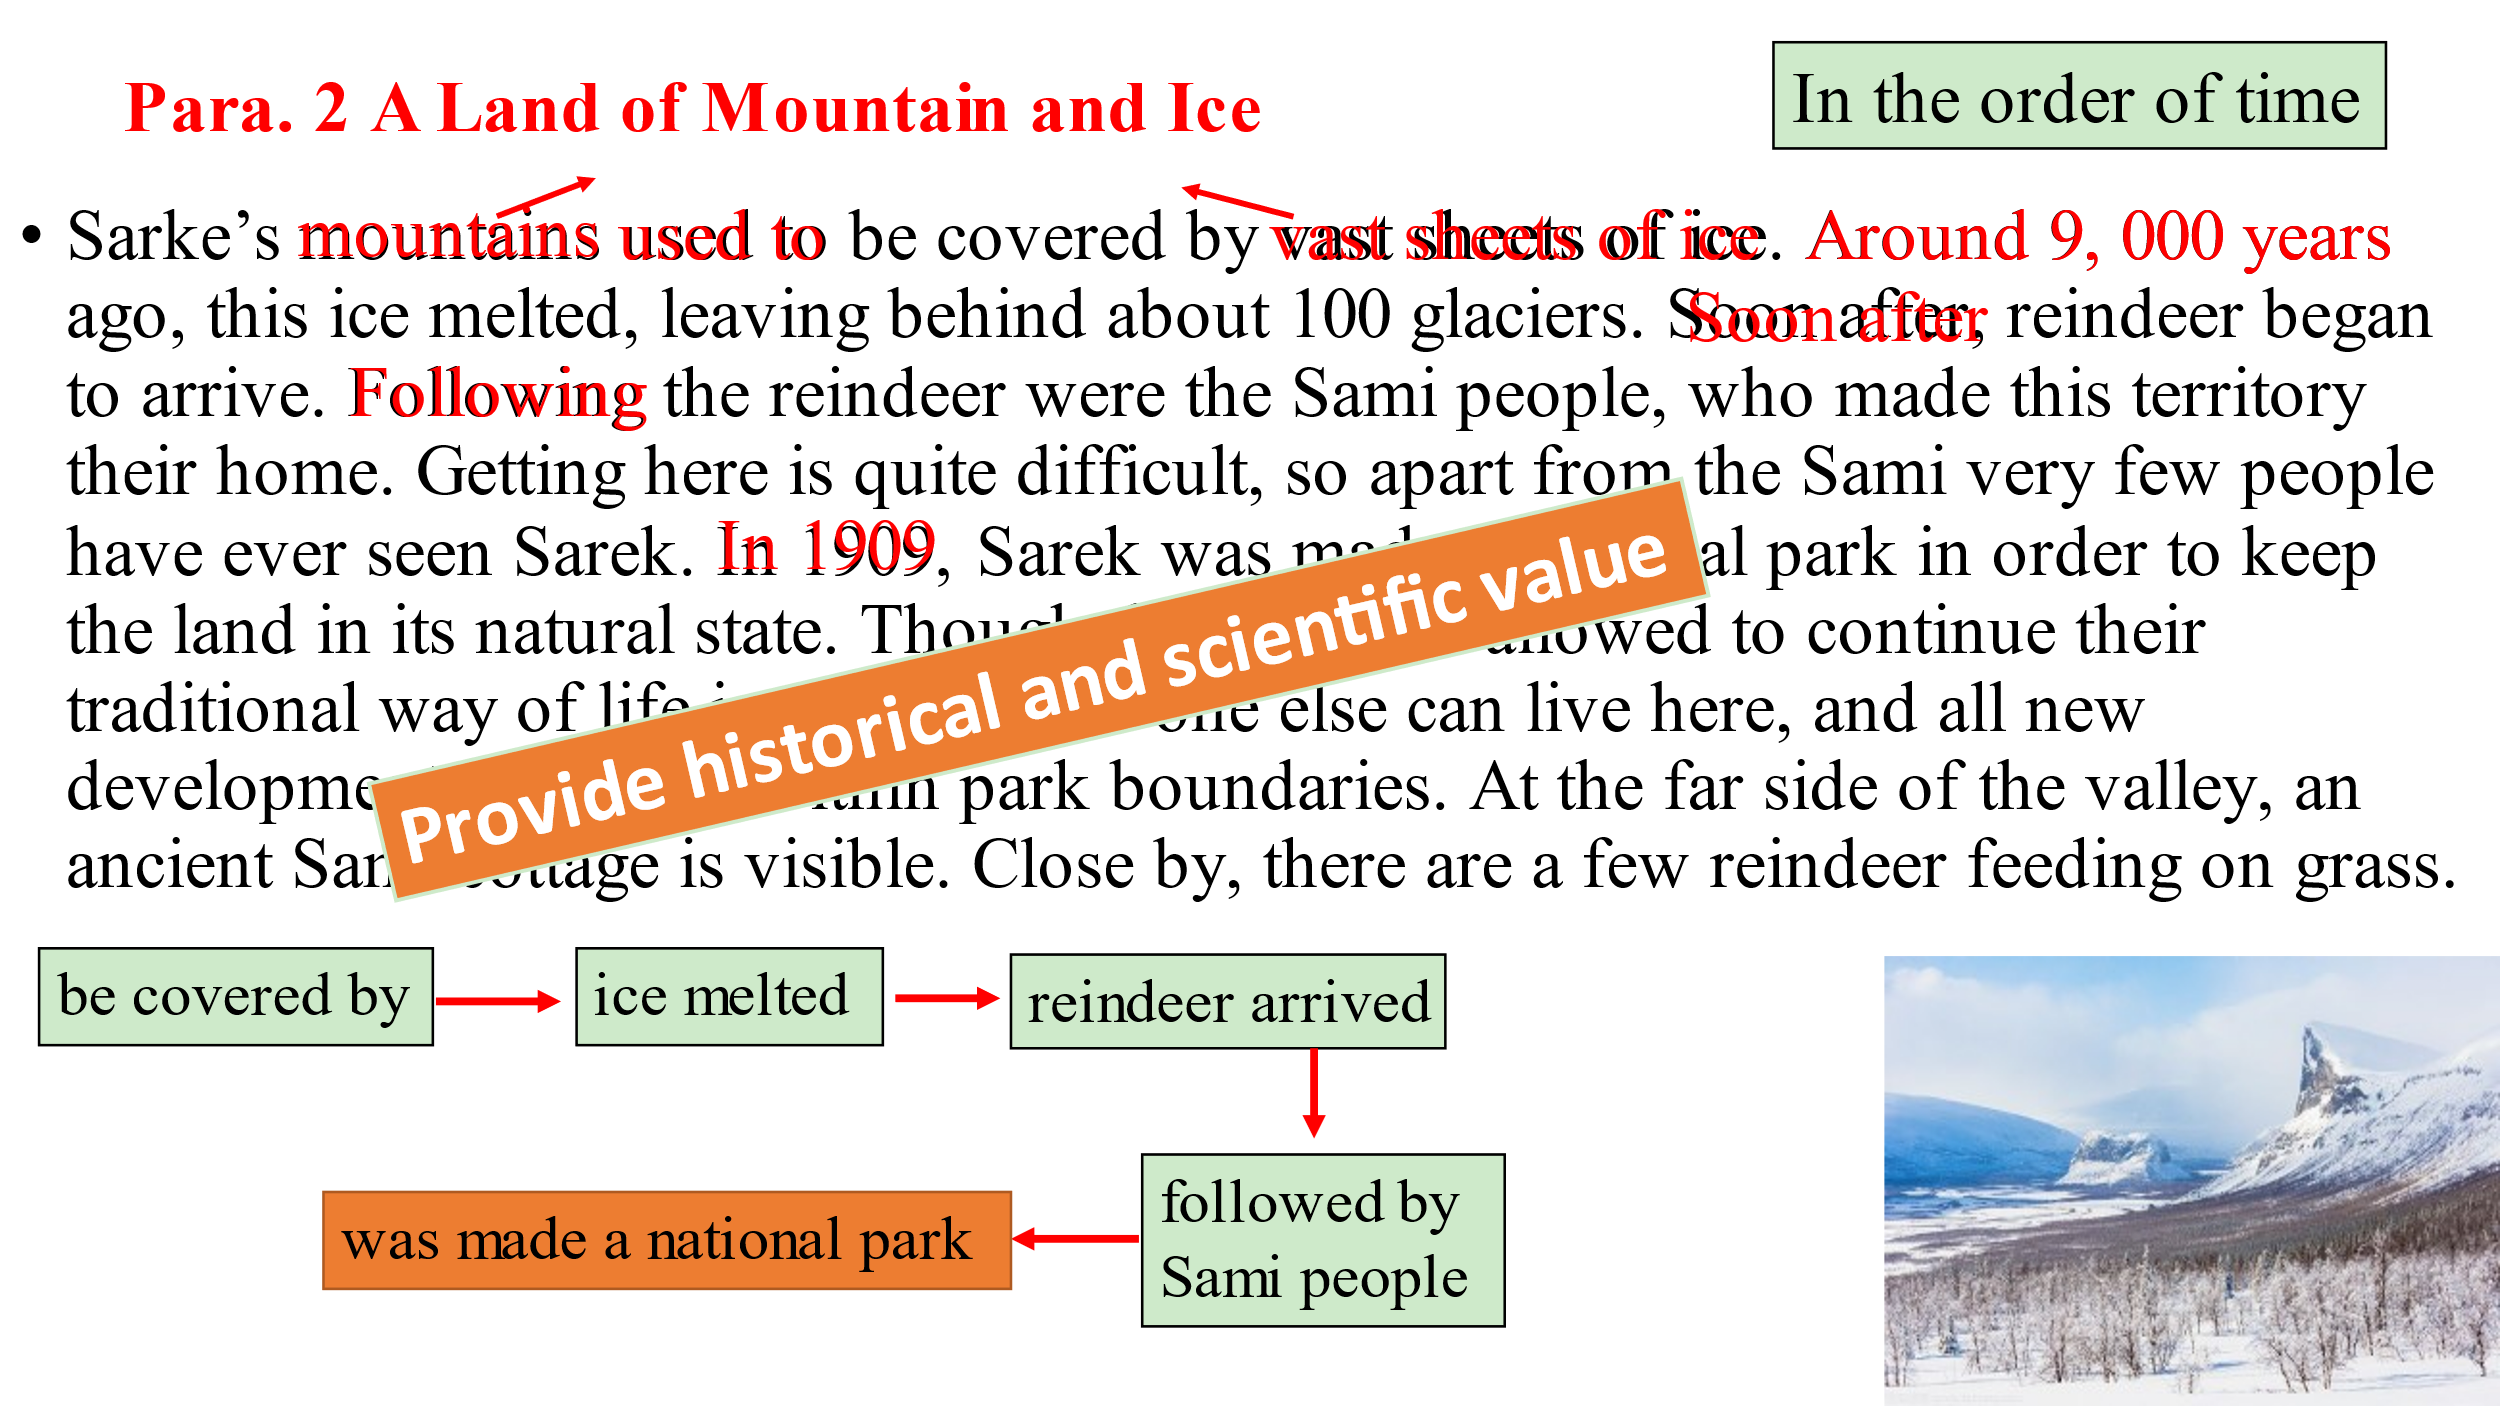 Para. 2 A Land of Mountain and Ice
In the order of time
• Sarke’s mountains used to be covered by vast sheets of ice. Around 9, 000 years
ago, this ice melted, leaving behind about 100 glaciers. Soon after, reindeer began
to arrive. Following the reindeer were the Sami people, who made this territory
their home. Getting here is quite difficult, so apart from the Sami very few people
have ever seen Sarek. In 1909, Sarek was park in order to keep
the land in its natural state. to continue their
traditional way of life else can live here, and all new
park boundaries. At the far side of the valley, an
ancient is visible. Close by, there are a few reindeer feeding on grass.
Provide historical and scientific value
be covered by
ice melted
reindeer arrived
followed by
Sami people
was made a national park